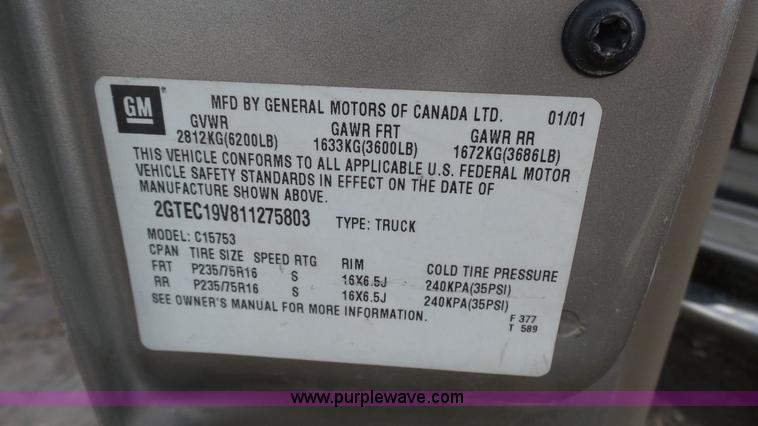 GM
MFD BY GENERAL MOTORS OF CANADA LTD. 01/01
GVWR GAWR FRT GAWR RR
2812KG(6200LB) 1633KG(3600LB) 1672KG(3686LB)
THIS VEHICLE CONFORMS TO ALL APPLICABLE U.S. FEDERAL MOTOR
VEHICLE SAFETY STANDARDS IN EFFECT ON THE DATE OF
MANUFACTURE SHOWN ABOVE.
2GTEC19V811275803 TYPE: TRUCK
MODEL: C15753
CPAN TIRE SIZE SPEED RTG RIM COLD TIRE PRESSURE
FRT P235/75R16 S 16X6.5J 240KPA(35PSI)
RR P235/75R16 S 16X6.5J 240KPA(35PSI)
SEE OWNER'S MANUAL FOR MORE INFORMATION.
F 377
T 589
www.purplewave.com